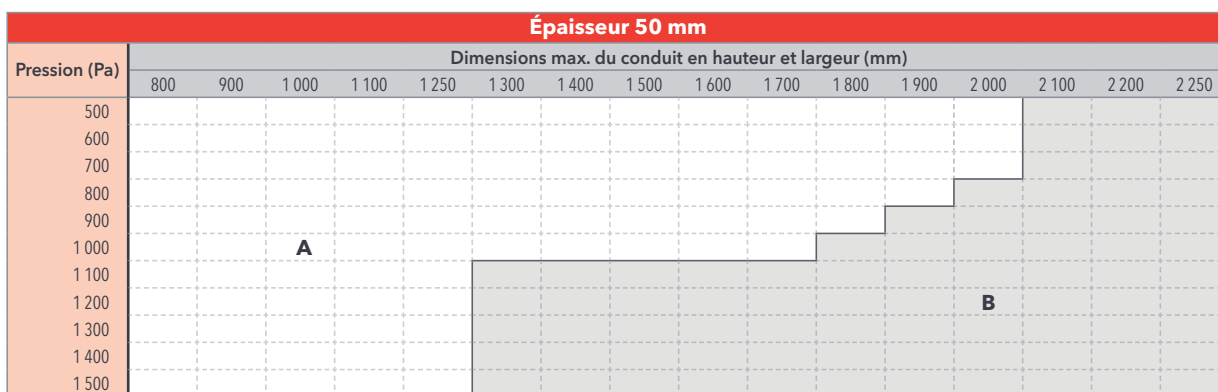 Épaisseur 50 mm
Pression (Pa)
Dimensions max. du conduit en hauteur et largeur (mm)
800 900 1 000 1 100 1 250 1 300 1 400 1 500 1 600 1 700 1 800 1 900 2 000 2 100 2 200 2 250
500
600
700
800
900
1 000 A
1 100
1 200 B
1 300
1 400
1 500